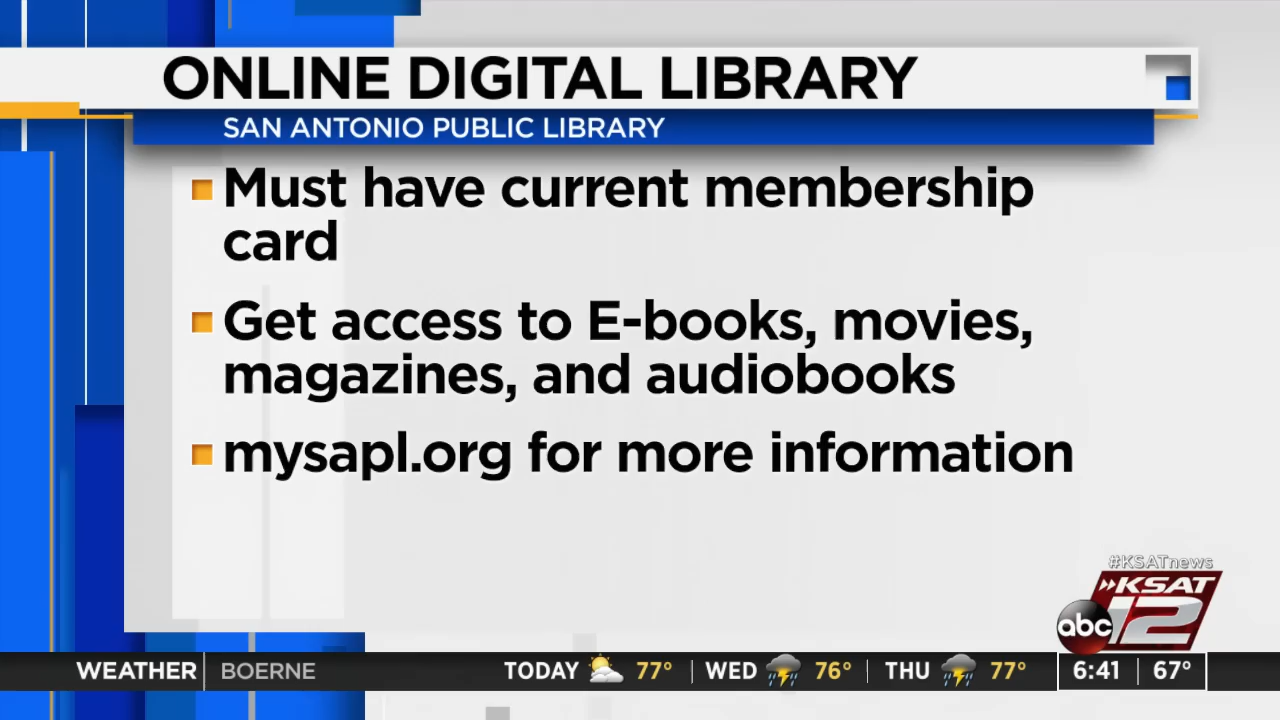 ONLINE DIGITAL LIBRARY
SAN ANTONIO PUBLIC LIBRARY
Must have current membership
card
Get access to E-books, movies,
magazines, and audiobooks
mysapl.org for more information
#KSATnews
KSAT
abc 12
WEATHER BOERNE TODAY 77° WED 76° THU 77° 6:41 67°